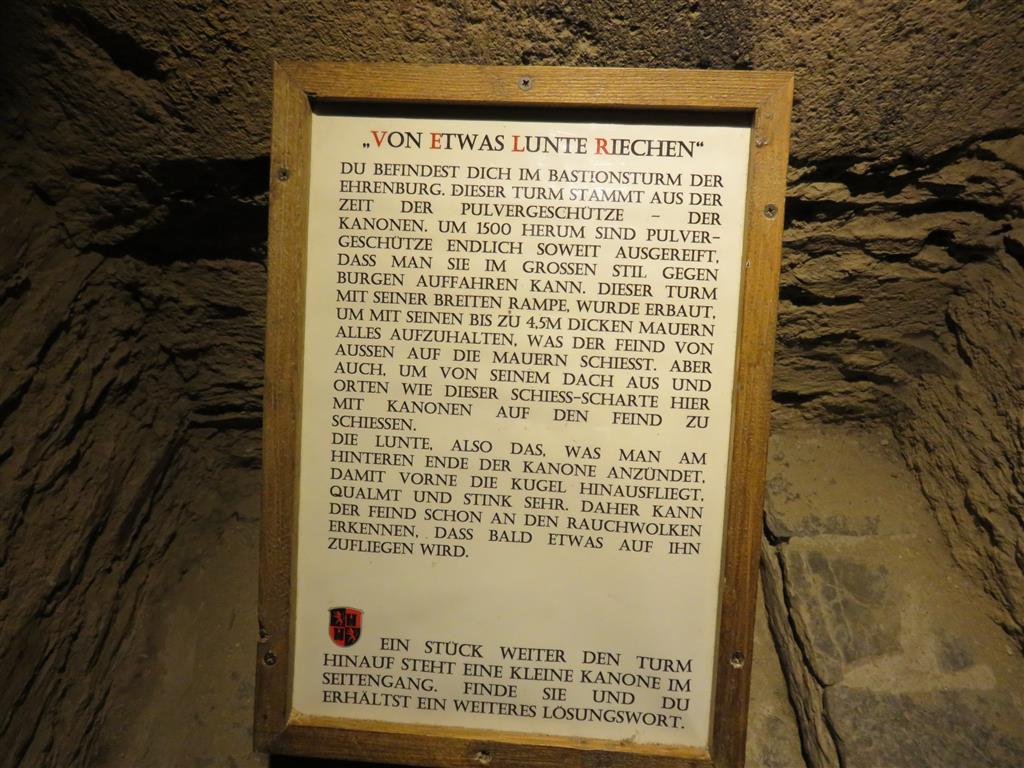 „VON ETWAS LUNTE RIECHEN“
DU BEFINDEST DICH IM BASTIONSTURM DER
EHRENBURG. DIESER TURM STAMMT AUS DER
ZEIT DER PULVERGESCHÜTZE – DER
KANONEN. UM 1500 HERUM SIND PULVER-
GESCHÜTZE ENDLICH SOWEIT AUSGEREIFT,
DASS MAN SIE IM GROSSEN STIL GEGEN
BURGEN AUFFAHREN KANN. DIESER TURM
MIT SEINER BREITEN RAMPE, WURDE ERBAUT,
UM MIT SEINEN BIS ZU 4,5M DICKEN MAUERN
ALLES AUFZUHALTEN, WAS DER FEIND VON
AUSSEN AUF DIE MAUERN SCHIESST. ABER
AUCH, UM VON SEINEM DACH AUS UND
ORTEN WIE DIESER SCHIESS-SCHARTE HIER
MIT KANONEN AUF DEN FEIND ZU
SCHIESSEN.
DIE LUNTE, ALSO DAS, WAS MAN AM
HINTEREN ENDE DER KANONE ANZÜNDET,
DAMIT VORNE DIE KUGEL HINAUSFLIEGT,
QUALMT UND STINK SEHR. DAHER KANN
DER FEIND SCHON AN DEN RAUCHWOLKEN
ERKENNEN, DASS BALD ETWAS AUF IHN
ZUFLIEGEN WIRD.
EIN STÜCK WEITER DEN TURM
HINAUF STEHT EINE KLEINE KANONE IM
SEITENGANG. FINDE SIE UND DU
ERHÄLTST EIN WEITERES LÖSUNGSWORT.